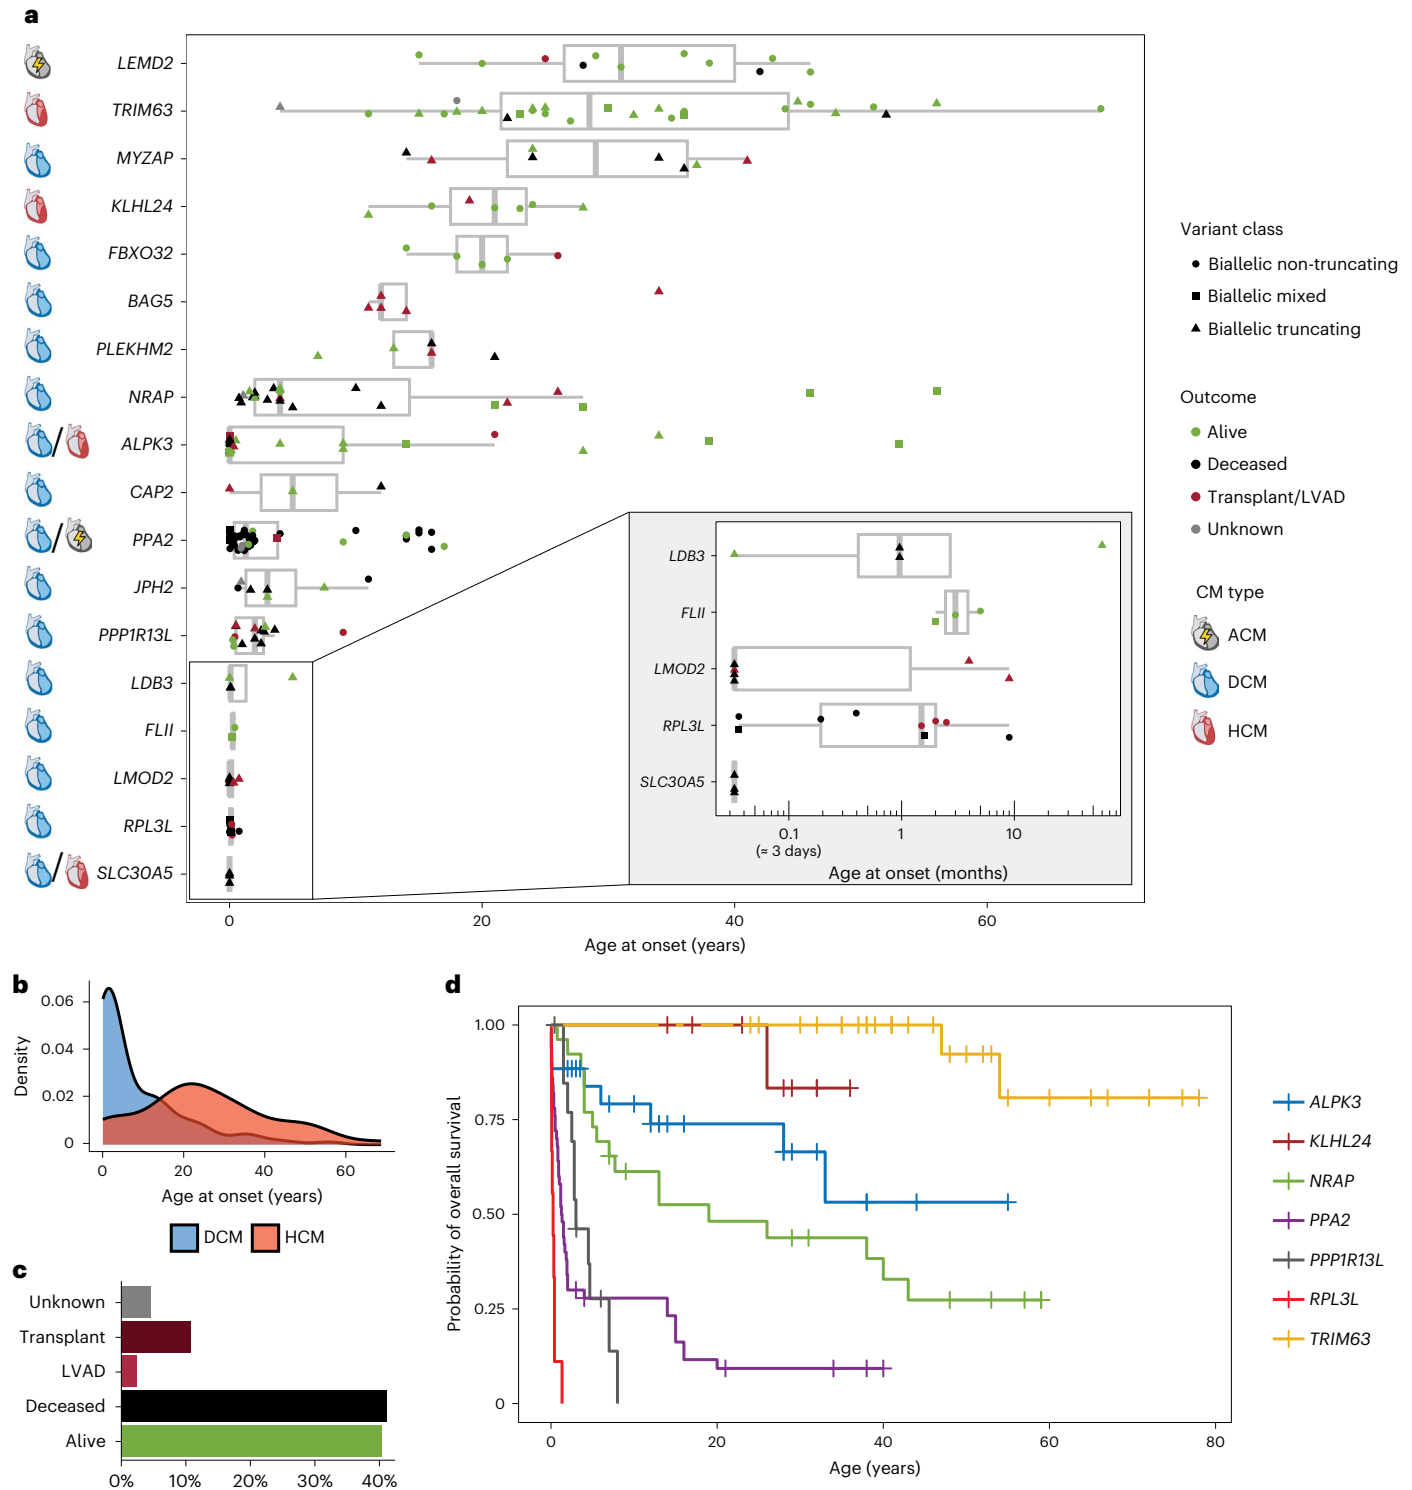 a
LEMD2
TRIM63
MYZAP
KLHL24
FBXO32
BAG5
PLEKHM2
NRAP
/ ALPK3
CAP2
/ PPA2
JPH2
PPP1R13L
LDB3
FLII
LMOD2
RPL3L
/ SLC30A5
0 20 40 60
Age at onset (years)
LDB3
FLII
LMOD2
RPL3L
SLC30A5
0.1 1 10
(≈ 3 days)
Age at onset (months)
Variant class
Biallelic non-truncating
Biallelic mixed
Biallelic truncating
Outcome
Alive
Deceased
Transplant/LVAD
Unknown
CM type
ACM
DCM
HCM
b
Density
0.06
0.04
0.02
0
0 20 40 60
Age at onset (years)
DCM HCM
c
Unknown
Transplant
LVAD
Deceased
Alive
0% 10% 20% 30% 40%
d
Probability of overall survival
1.00
0.75
0.50
0.25
0
0 20 40 60 80
Age (years)
ALPK3
KLHL24
NRAP
PPA2
PPP1R13L
RPL3L
TRIM63